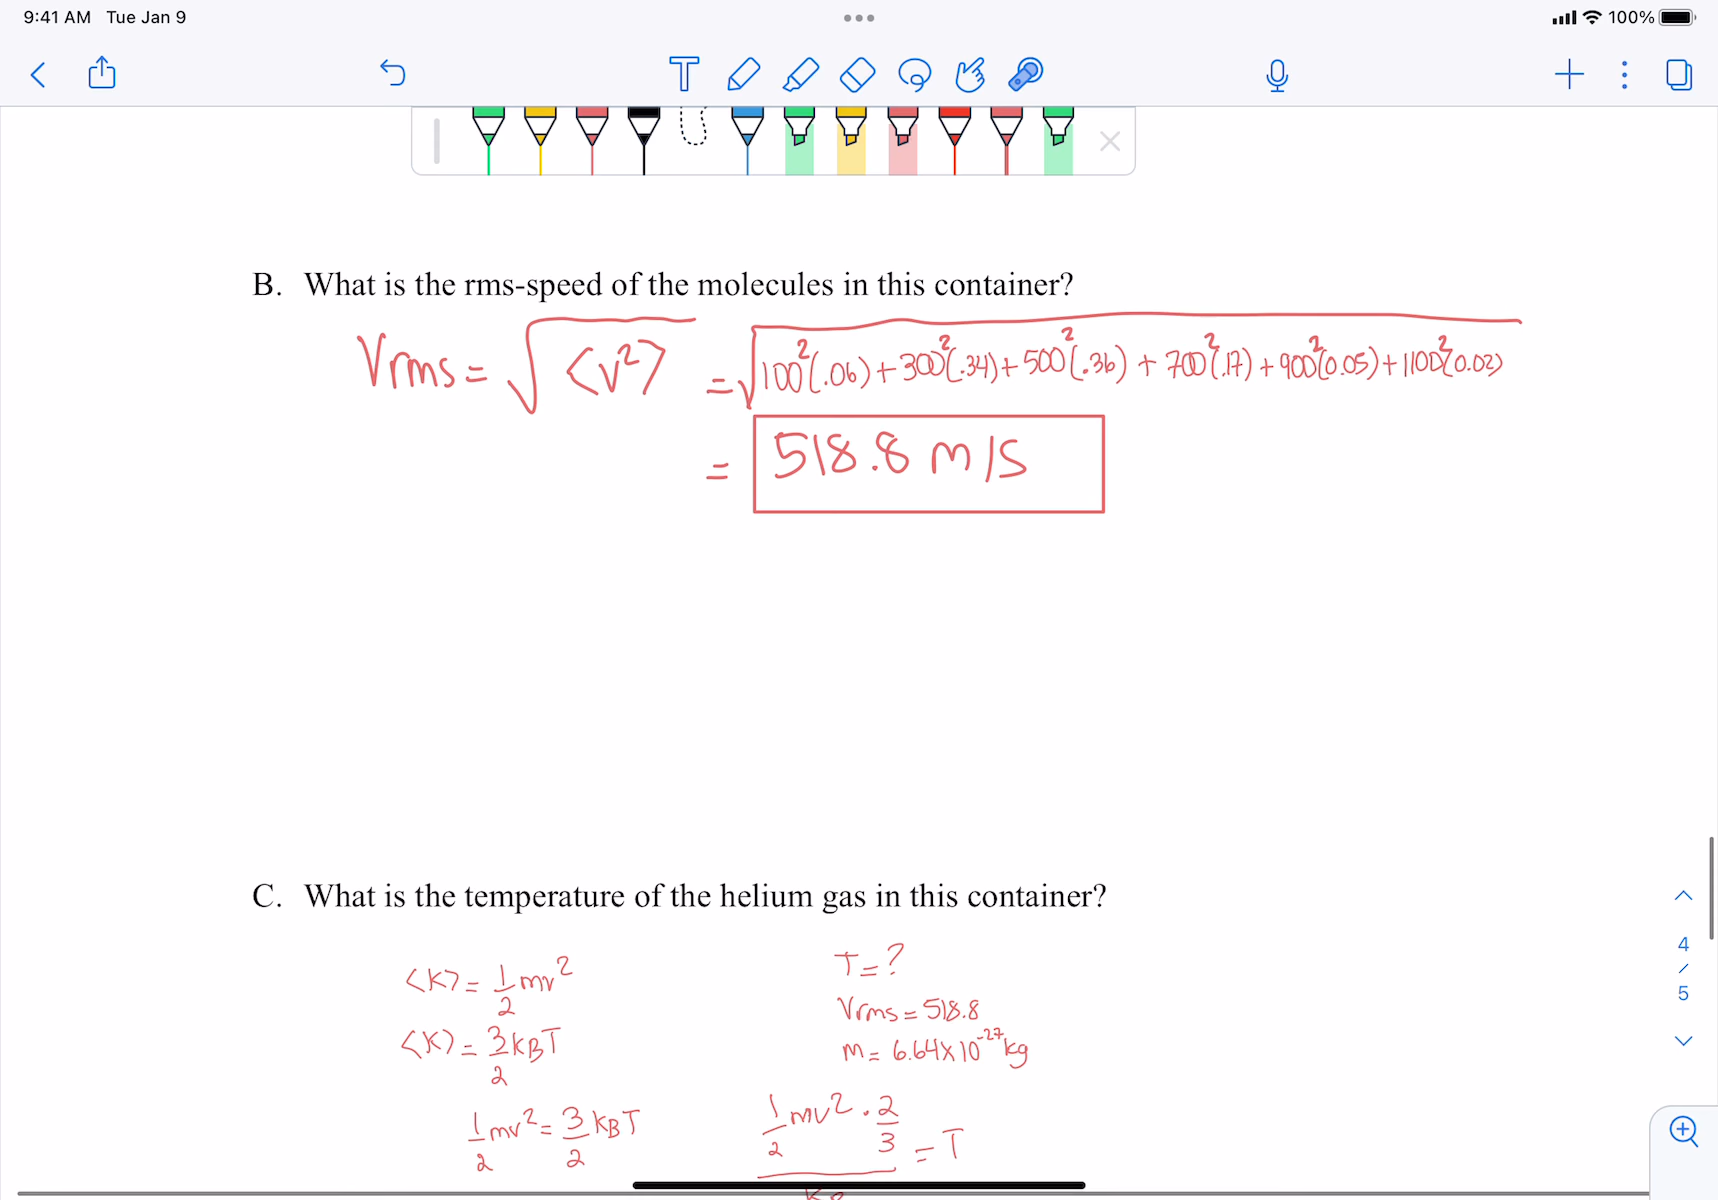 9:41 AM Tue Jan 9
100%
B. What is the rms-speed of the molecules in this container?
Vrms = √<v²> = √100²(.06)+300²(.34)+500²(.36)+700²(.17)+900²(0.05)+1100²(0.02)
= 518.8 m/s
C. What is the temperature of the helium gas in this container?
<K> = 1/2 mv²
<K> = 3/2 kBT
1/2 mv² = 3/2 kBT
T = ?
Vrms = 518.8
m = 6.64x10⁻²⁷ kg
1/2 mv² · 2/3 = T
4
/
5